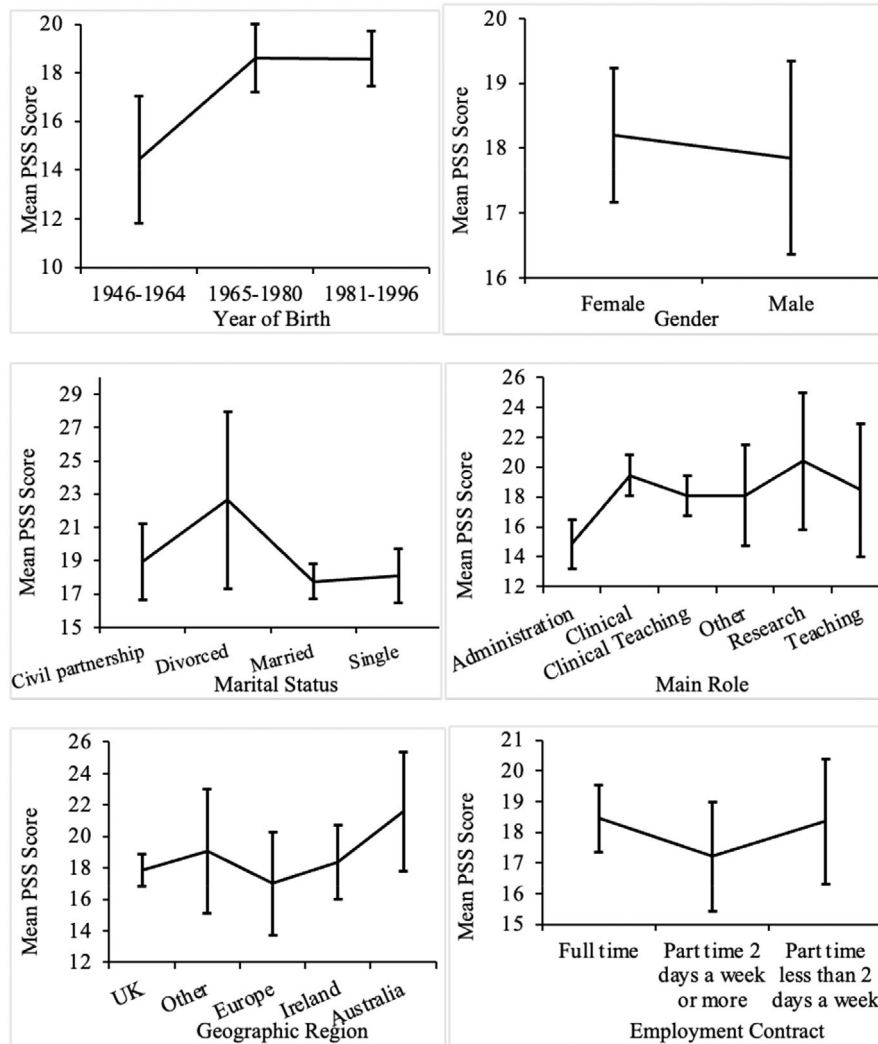 20
18
16
14
12
10
Mean PSS Score
1946-1964 1965-1980 1981-1996
Year of Birth
20
19
18
17
16
Mean PSS Score
Female Male
Gender
29
27
25
23
21
19
17
15
Mean PSS Score
Civil partnership Divorced Married Single
Marital Status
26
24
22
20
18
16
14
12
Mean PSS Score
Administration Clinical Clinical Teaching Other Research Teaching
Main Role
26
24
22
20
18
16
14
12
Mean PSS Score
UK Other Europe Ireland Australia
Geographic Region
21
20
19
18
17
16
15
Mean PSS Score
Full time Part time 2 Part time
days a week less than 2
or more days a week
Employment Contract